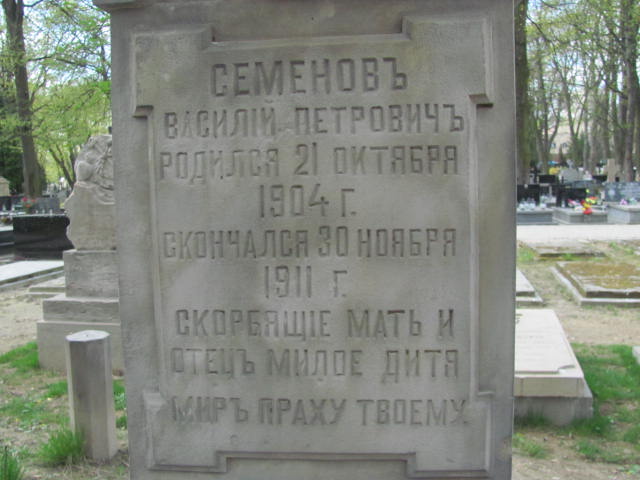 СЕМЕНОВЪ
ВАСИЛІЙ ПЕТРОВИЧЪ
РОДИЛСЯ 21 ОКТЯБРЯ
1904 Г.
СКОНЧАЛСЯ 30 НОЯБРЯ
1911 Г.
СКОРБЯЩІЕ МАТЬ И
ОТЕЦЪ МИЛОЕ ДИТЯ
МИРЪ ПРАХУ ТВОЕМУ.